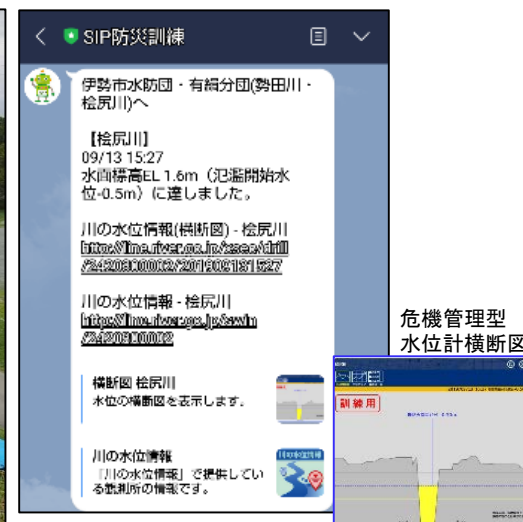 SIP防災訓練
伊勢市水防団・有緝分団(勢田川・
桧尻川)へ
【桧尻川】
09/13 15:27
水面標高EL 1.6m（氾濫開始水
位-0.5m）に達しました。
川の水位情報(横断図) - 桧尻川
川の水位情報 - 桧尻川
横断図 桧尻川
水位の横断図を表示します。
川の水位情報
「川の水位情報」で提供してい
る観測所の情報です。
川の水位情報
危機管理型
水位計横断図
訓練用